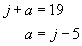 j + a = 19
a = j − 5